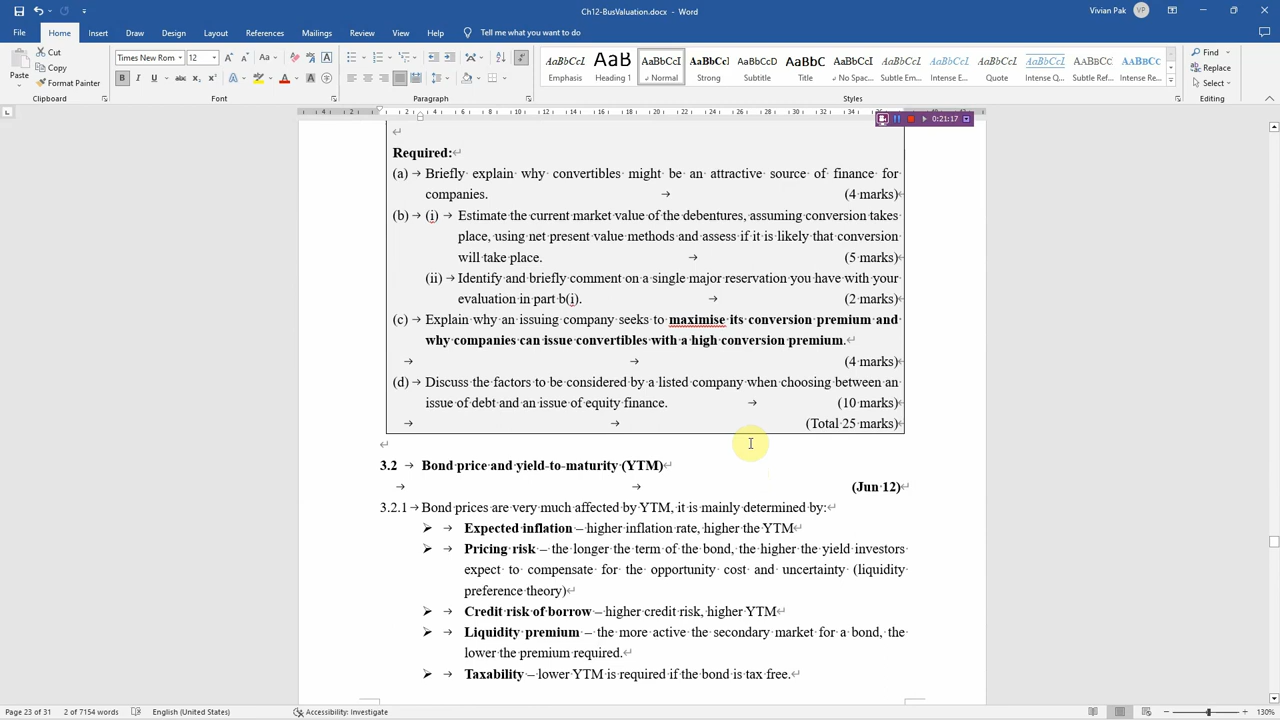 Ch12-BusValuation.docx - Word
Vivian Pak
VP
File Home Insert Draw Design Layout References Mailings Review View Help Tell me what you want to do
Paste
Cut
Copy
Format Painter
Clipboard
Times New Rom 12
Font
Paragraph
AaBbCcL AaB AaBbCcI AaBbCcL AaBbCcD AaBbC AaBbCcI AaBbCcL AaBbCcL AaBbCcL AaBbCcL AaBbCcL AaBbCc
Emphasis Heading 1 ↲ Normal Strong Subtitle Title ↲ No Spac... Subtle Em... Intense E... Quote Intense Q... Subtle Ref... Intense Re...
Styles
Find
Replace
Select
Editing
0:21:17
Required:
(a) → Briefly explain why convertibles might be an attractive source of finance for
companies. → (4 marks)
(b) → (i) → Estimate the current market value of the debentures, assuming conversion takes
place, using net present value methods and assess if it is likely that conversion
will take place. → (5 marks)
(ii) → Identify and briefly comment on a single major reservation you have with your
evaluation in part b(i). → (2 marks)
(c) → Explain why an issuing company seeks to maximise its conversion premium and
why companies can issue convertibles with a high conversion premium.
→ → (4 marks)
(d) → Discuss the factors to be considered by a listed company when choosing between an
issue of debt and an issue of equity finance. → (10 marks)
→ → (Total 25 marks)
3.2 → Bond price and yield-to-maturity (YTM)
→ → (Jun 12)
3.2.1 → Bond prices are very much affected by YTM, it is mainly determined by:
➢ → Expected inflation – higher inflation rate, higher the YTM
➢ → Pricing risk – the longer the term of the bond, the higher the yield investors
expect to compensate for the opportunity cost and uncertainty (liquidity
preference theory)
➢ → Credit risk of borrow – higher credit risk, higher YTM
➢ → Liquidity premium – the more active the secondary market for a bond, the
lower the premium required.
➢ → Taxability – lower YTM is required if the bond is tax free.
Page 23 of 31 2 of 7154 words English (United States) Accessibility: Investigate 130%